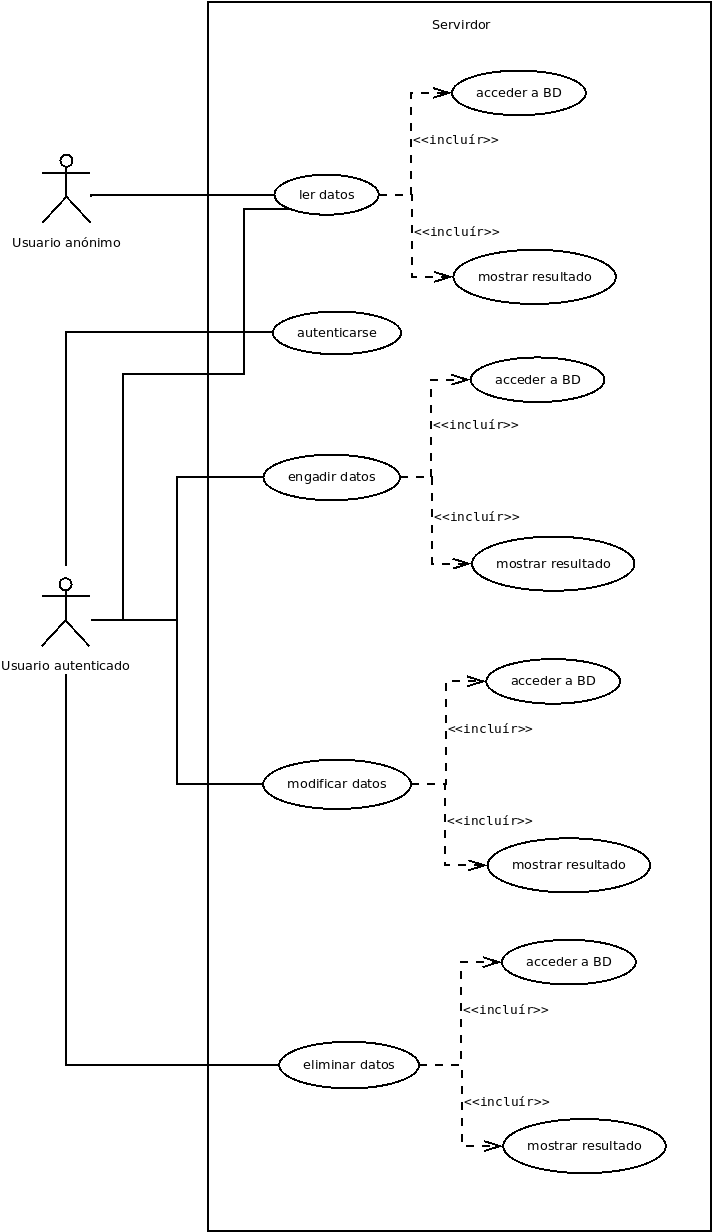 Servirdor
acceder a BD
<<incluír>>
ler datos
Usuario anónimo
<<incluír>>
mostrar resultado
autenticarse
acceder a BD
<<incluír>>
engadir datos
<<incluír>>
mostrar resultado
Usuario autenticado
acceder a BD
<<incluír>>
modificar datos
<<incluír>>
mostrar resultado
acceder a BD
<<incluír>>
eliminar datos
<<incluír>>
mostrar resultado